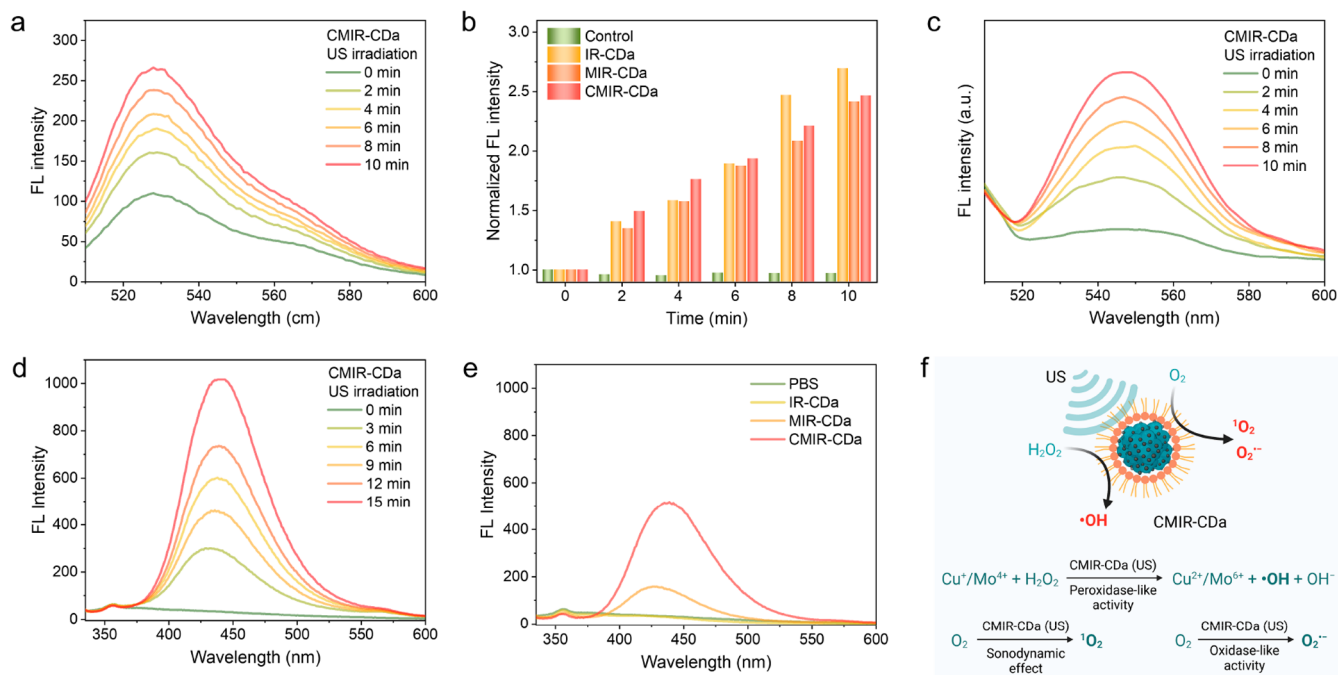 a
CMIR-CDa
US irradiation
0 min
2 min
4 min
6 min
8 min
10 min
300
250
200
150
100
50
0
FL intensity
520 540 560 580 600
Wavelength (cm)
b
Control
IR-CDa
MIR-CDa
CMIR-CDa
3.0
2.5
2.0
1.5
1.0
Normalized FL intensity
0 2 4 6 8 10
Time (min)
c
CMIR-CDa
US irradiation
0 min
2 min
4 min
6 min
8 min
10 min
FL intensity (a.u.)
520 540 560 580 600
Wavelength (nm)
d
CMIR-CDa
US irradiation
0 min
3 min
6 min
9 min
12 min
15 min
1000
800
600
400
200
0
FL Intensity
350 400 450 500 550 600
Wavelength (nm)
e
PBS
IR-CDa
MIR-CDa
CMIR-CDa
1000
800
600
400
200
0
FL Intensity
350 400 450 500 550 600
Wavelength (nm)
f
US
O₂
¹O₂
O₂•⁻
H₂O₂
•OH
CMIR-CDa
Cu⁺/Mo⁴⁺ + H₂O₂ CMIR-CDa (US) Cu²⁺/Mo⁶⁺ + •OH + OH⁻
Peroxidase-like
activity
O₂ CMIR-CDa (US) ¹O₂
Sonodynamic
effect
O₂ CMIR-CDa (US) O₂•⁻
Oxidase-like
activity